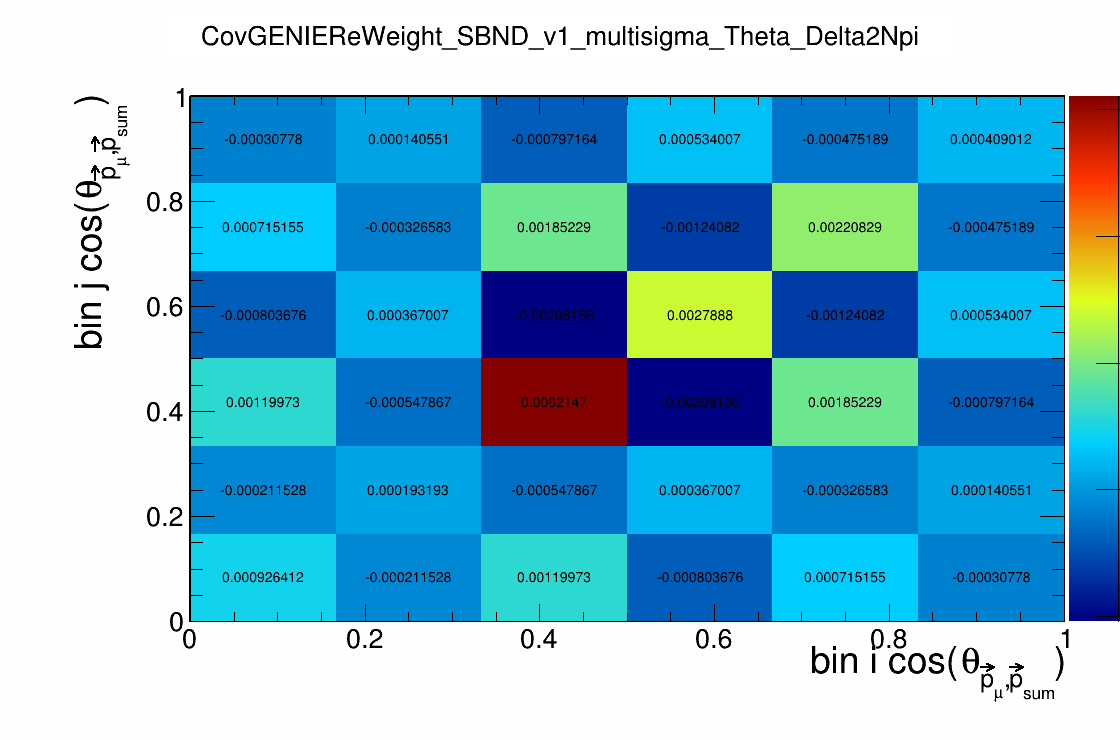 CovGENIEReWeight_SBND_v1_multisigma_Theta_Delta2Npi
bin j cos(θ p⃗μ,p⃗sum)
1
-0.00030778 0.000140551 -0.000797164 0.000534007 -0.000475189 0.000409012
0.8
0.000715155 -0.000326583 0.00185229 -0.00124082 0.00220829 -0.000475189
0.6
-0.000803676 0.000367007 -0.00208156 0.0027888 -0.00124082 0.000534007
0.4
0.00119973 -0.000547867 0.0062147 -0.00208156 0.00185229 -0.000797164
-0.000211528 0.000193193 -0.000547867 0.000367007 -0.000326583 0.000140551
0.2
0.000926412 -0.000211528 0.00119973 -0.000803676 0.000715155 -0.00030778
0
0 0.2 0.4 0.6 0.8 1
bin i cos(θ p⃗μ,p⃗sum)